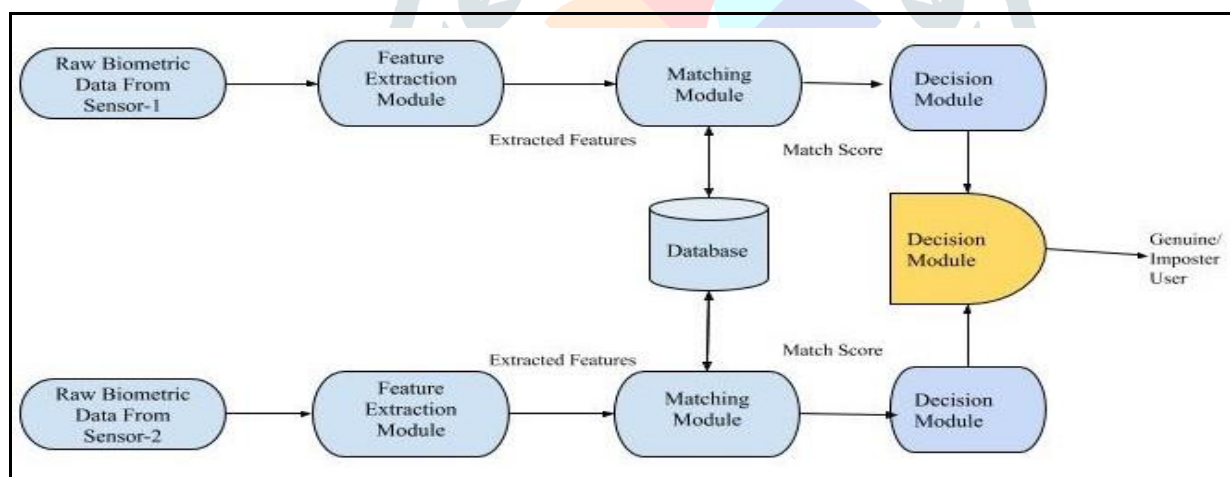 Raw Biometric
Data From
Sensor-1
Feature
Extraction
Module
Matching
Module
Decision
Module
Extracted Features
Match Score
Database
Decision
Module
Genuine/
Imposter
User
Extracted Features
Match Score
Raw Biometric
Data From
Sensor-2
Feature
Extraction
Module
Matching
Module
Decision
Module